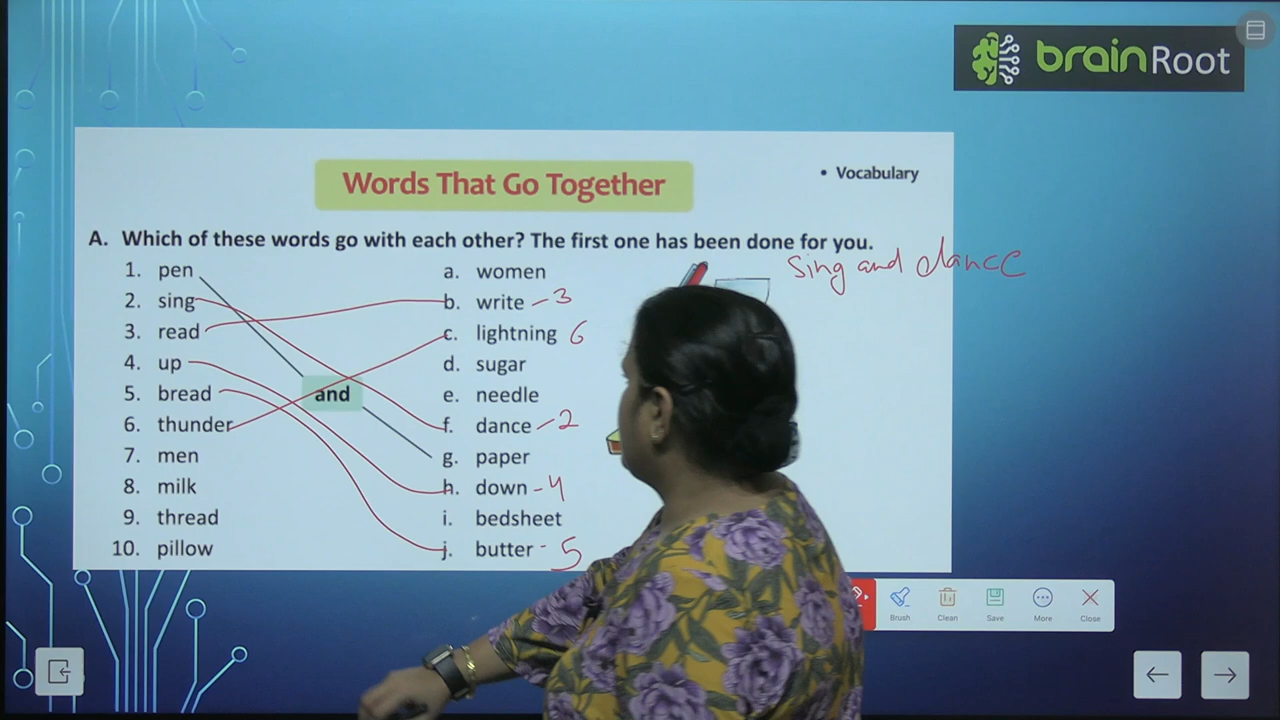 brainRoot
Words That Go Together
• Vocabulary
A. Which of these words go with each other? The first one has been done for you.
sing and dance
1. pen a. women
2. sing b. write - 3
3. read c. lightning 6
4. up d. sugar
5. bread and e. needle
6. thunder f. dance - 2
7. men g. paper
8. milk h. down - 4
9. thread i. bedsheet
10. pillow j. butter - 5
Brush Clean Save More Close